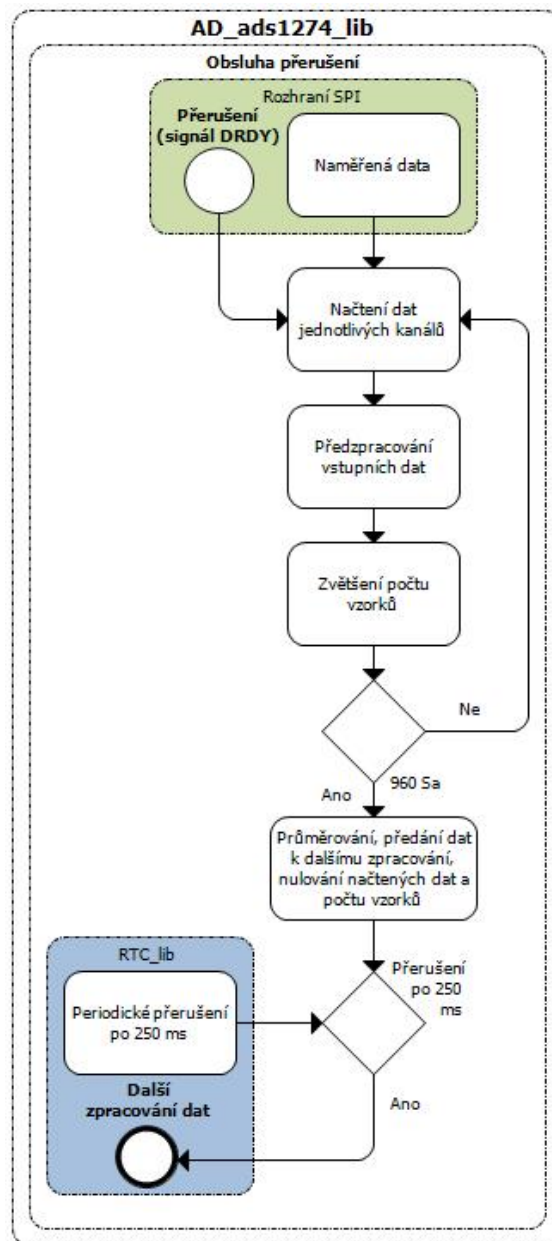 AD_ads1274_lib
Obsluha přerušení
Rozhraní SPI
Přerušení
(signál DRDY)
Naměřená data
Načtení dat
jednotlivých kanálů
Předzpracování
vstupních dat
Zvětšení počtu
vzorků
Ne
960 Sa
Ano
Průměrování, předání dat
k dalšímu zpracování,
nulování načtených dat a
počtu vzorků
RTC_lib
Přerušení
po 250
ms
Periodické přerušení
po 250 ms
Další
zpracování dat
Ano